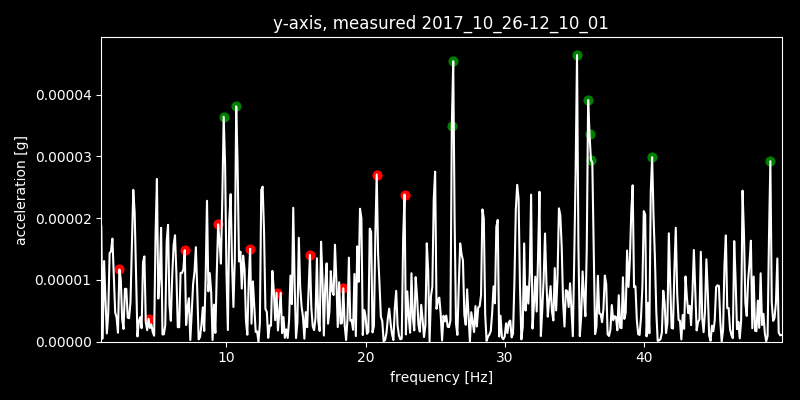 y-axis, measured 2017_10_26-12_10_01
acceleration [g]
0.00004
0.00003
0.00002
0.00001
0.00000
10 20 30 40
frequency [Hz]